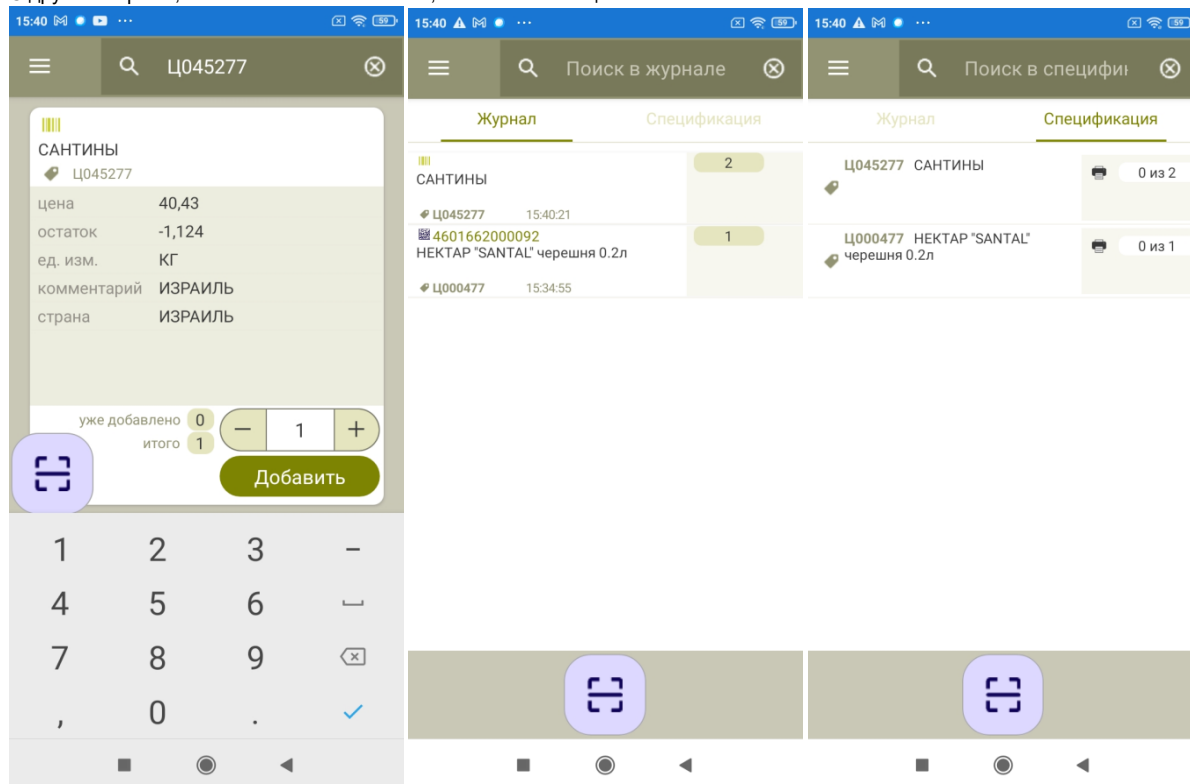 15:40
59
Ц045277
САНТИНЫ
Ц045277
цена 40,43
остаток -1,124
ед. изм. КГ
комментарий ИЗРАИЛЬ
страна ИЗРАИЛЬ
уже добавлено 0
итого 1
− 1 +
Добавить
1 2 3 −
4 5 6
7 8 9
, 0 .
15:40
59
Поиск в журнале
Журнал Спецификация
САНТИНЫ 2
Ц045277 15:40:21
4601662000092 1
НЕКТАР "SANTAL" черешня 0.2л
Ц000477 15:34:55
15:40
59
Поиск в специфи
Журнал Спецификация
Ц045277 САНТИНЫ 0 из 2
Ц000477 НЕКТАР "SANTAL" 0 из 1
черешня 0.2л